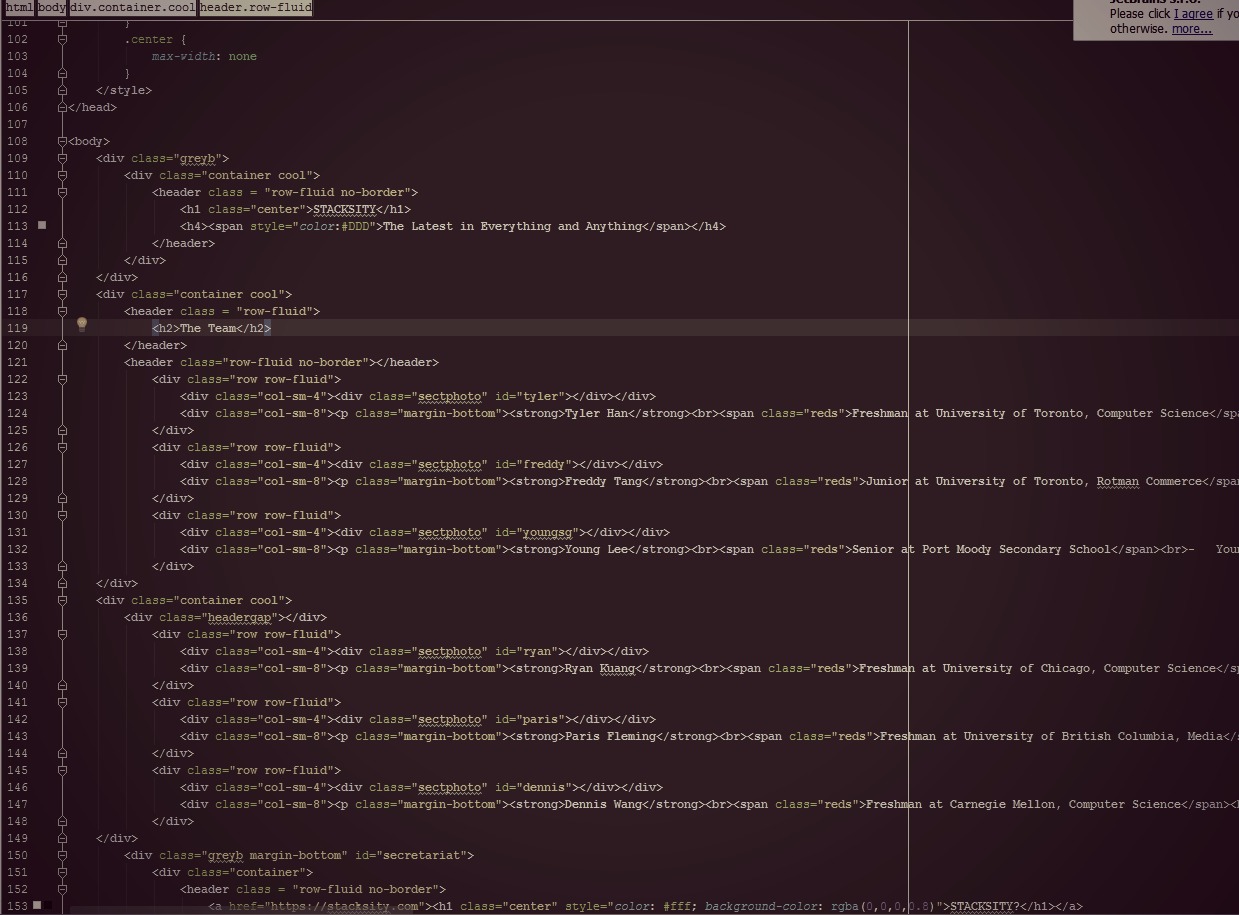 html body div.container.cool header.row-fluid
JetBrains s.r.o.
Please click I agree if yo
otherwise. more...
101 }
102 .center {
103 max-width: none
104 }
105 </style>
106 </head>
107
108 <body>
109 <div class="greyb">
110 <div class="container cool">
111 <header class = "row-fluid no-border">
112 <h1 class="center">STACKSITY</h1>
113 <h4><span style="color:#DDD">The Latest in Everything and Anything</span></h4>
114 </header>
115 </div>
116 </div>
117 <div class="container cool">
118 <header class = "row-fluid">
119 <h2>The Team</h2>
120 </header>
121 <header class="row-fluid no-border"></header>
122 <div class="row row-fluid">
123 <div class="col-sm-4"><div class="sectphoto" id="tyler"></div></div>
124 <div class="col-sm-8"><p class="margin-bottom"><strong>Tyler Han</strong><br><span class="reds">Freshman at University of Toronto, Computer Science</spa
125 </div>
126 <div class="row row-fluid">
127 <div class="col-sm-4"><div class="sectphoto" id="freddy"></div></div>
128 <div class="col-sm-8"><p class="margin-bottom"><strong>Freddy Tang</strong><br><span class="reds">Junior at University of Toronto, Rotman Commerce</span
129 </div>
130 <div class="row row-fluid">
131 <div class="col-sm-4"><div class="sectphoto" id="youngsg"></div></div>
132 <div class="col-sm-8"><p class="margin-bottom"><strong>Young Lee</strong><br><span class="reds">Senior at Port Moody Secondary School</span><br>- Your
133 </div>
134 </div>
135 <div class="container cool">
136 <div class="headergap"></div>
137 <div class="row row-fluid">
138 <div class="col-sm-4"><div class="sectphoto" id="ryan"></div></div>
139 <div class="col-sm-8"><p class="margin-bottom"><strong>Ryan Kuang</strong><br><span class="reds">Freshman at University of Chicago, Computer Science</sp
140 </div>
141 <div class="row row-fluid">
142 <div class="col-sm-4"><div class="sectphoto" id="paris"></div></div>
143 <div class="col-sm-8"><p class="margin-bottom"><strong>Paris Fleming</strong><br><span class="reds">Freshman at University of British Columbia, Media</s
144 </div>
145 <div class="row row-fluid">
146 <div class="col-sm-4"><div class="sectphoto" id="dennis"></div></div>
147 <div class="col-sm-8"><p class="margin-bottom"><strong>Dennis Wang</strong><br><span class="reds">Freshman at Carnegie Mellon, Computer Science</span><b
148 </div>
149 </div>
150 <div class="greyb margin-bottom" id="secretariat">
151 <div class="container">
152 <header class = "row-fluid no-border">
153 <a href="https://stacksity.com"><h1 class="center" style="color: #fff; background-color: rgba(0,0,0,0.8)">STACKSITY?</h1></a>